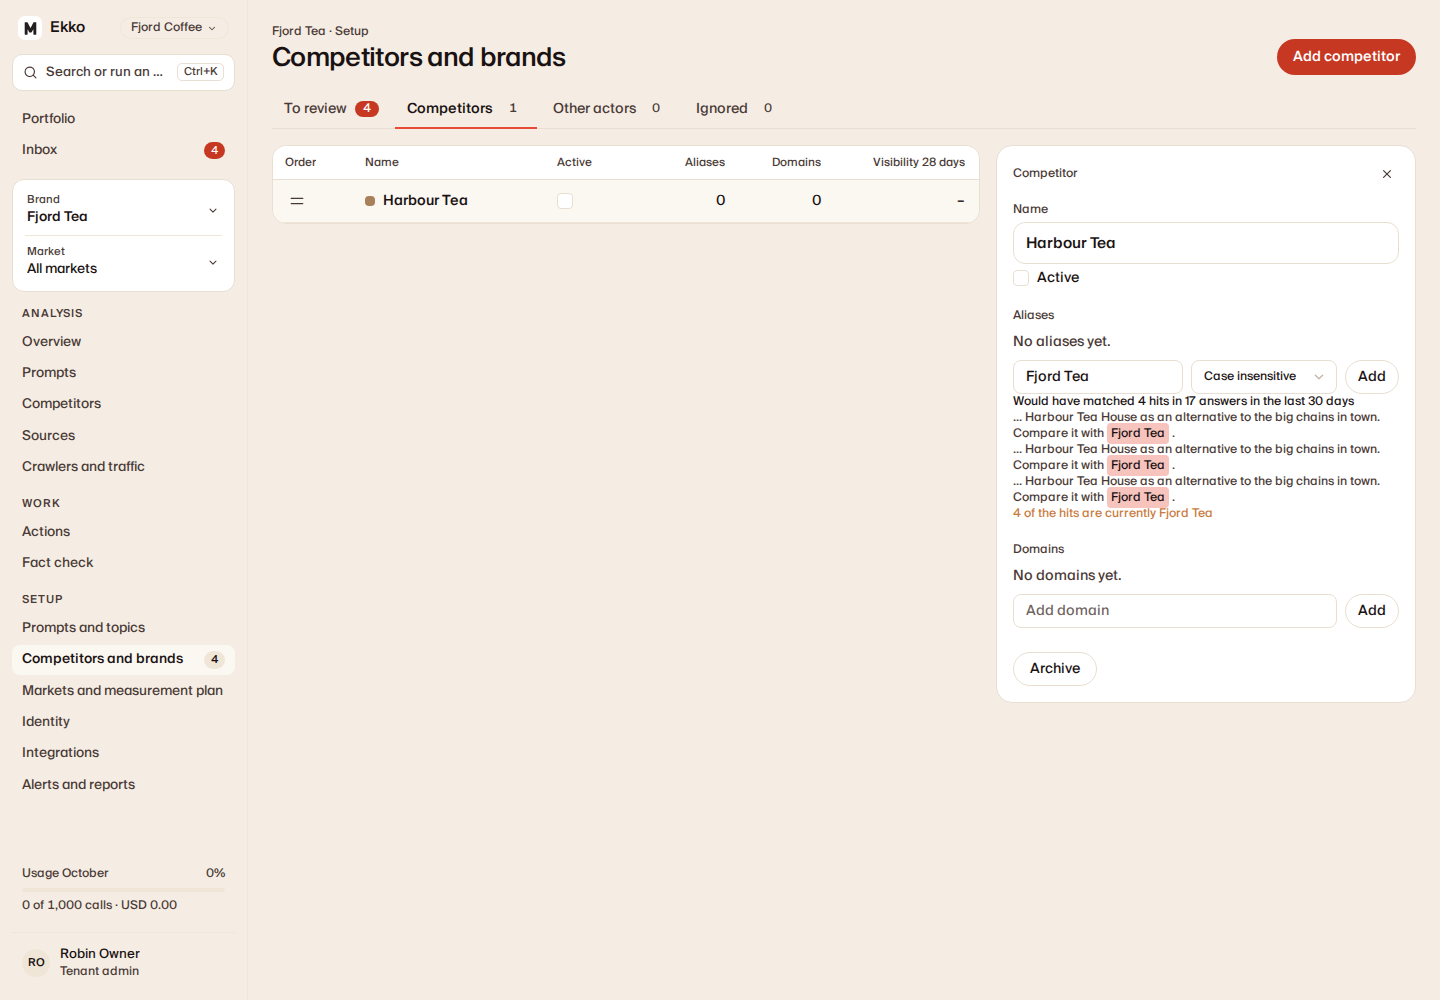 Ekko
Fjord Coffee
Search or run an ...
Ctrl+K
Portfolio
Inbox
4
Brand
Fjord Tea
Market
All markets
ANALYSIS
Overview
Prompts
Competitors
Sources
Crawlers and traffic
WORK
Actions
Fact check
SETUP
Prompts and topics
Competitors and brands
4
Markets and measurement plan
Identity
Integrations
Alerts and reports
Usage October
0%
0 of 1,000 calls · USD 0.00
RO
Robin Owner
Tenant admin
Fjord Tea · Setup
Competitors and brands
Add competitor
To review 4
Competitors 1
Other actors 0
Ignored 0
Order Name Active Aliases Domains Visibility 28 days
Harbour Tea 0 0 –
Competitor
Name
Harbour Tea
Active
Aliases
No aliases yet.
Fjord Tea
Case insensitive
Add
Would have matched 4 hits in 17 answers in the last 30 days
... Harbour Tea House as an alternative to the big chains in town.
Compare it with Fjord Tea .
... Harbour Tea House as an alternative to the big chains in town.
Compare it with Fjord Tea .
... Harbour Tea House as an alternative to the big chains in town.
Compare it with Fjord Tea .
4 of the hits are currently Fjord Tea
Domains
No domains yet.
Add domain
Add
Archive